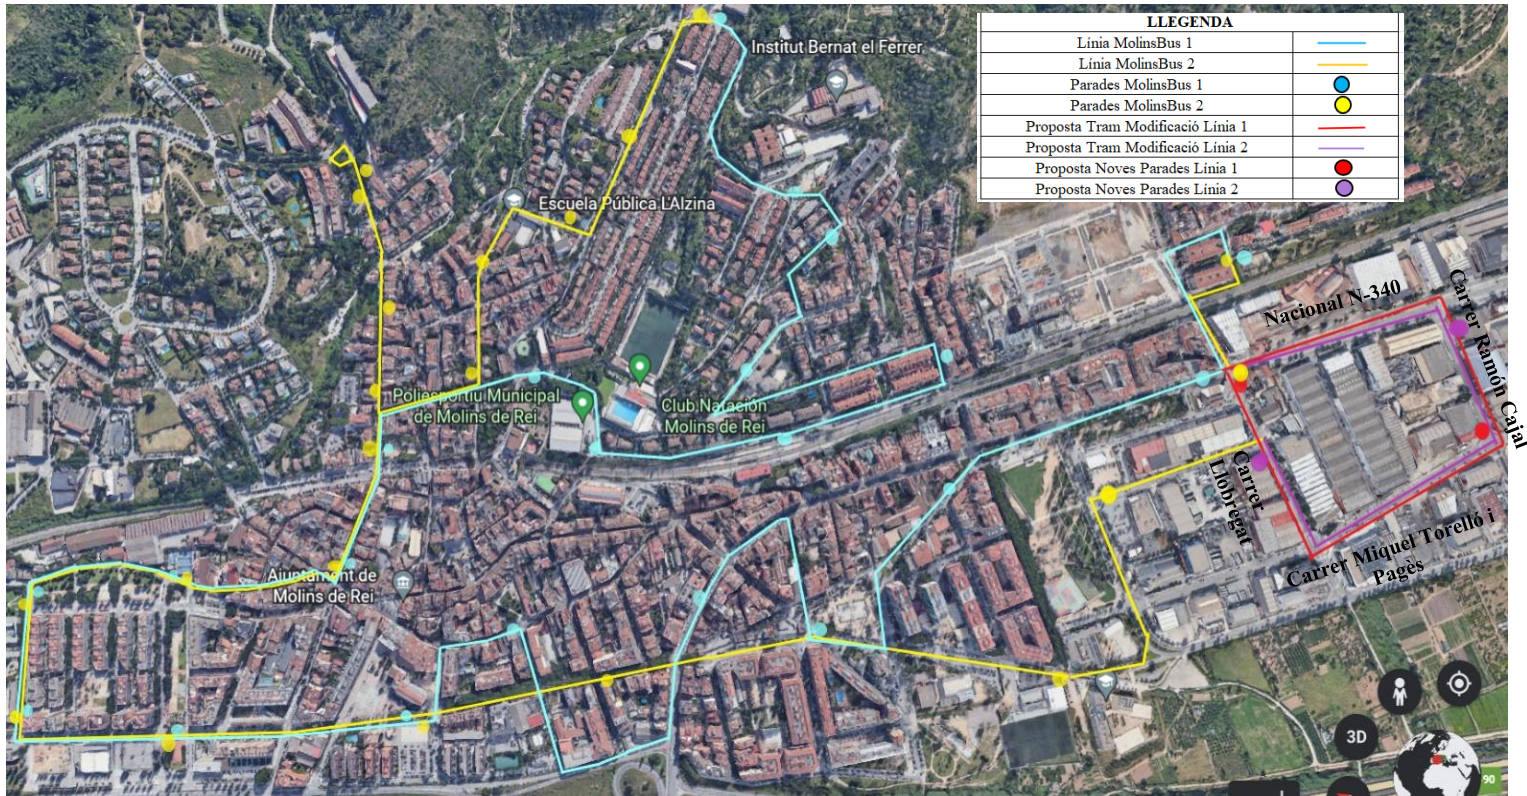 LLEGENDA
Línia MolinsBus 1
Línia MolinsBus 2
Parades MolinsBus 1
Parades MolinsBus 2
Proposta Tram Modificació Línia 1
Proposta Tram Modificació Línia 2
Proposta Noves Parades Línia 1
Proposta Noves Parades Línia 2
Institut Bernat el Ferrer
Escuela Pública L'Alzina
Nacional N-340
Carrer Ramón Cajal
Poliesportiu Municipal
de Molins de Rei
Club Natación
Molins de Rei
Carrer
Llobregat
Carrer Miquel Torelló i
Pagès
Ajuntament de
Molins de Rei
3D
90